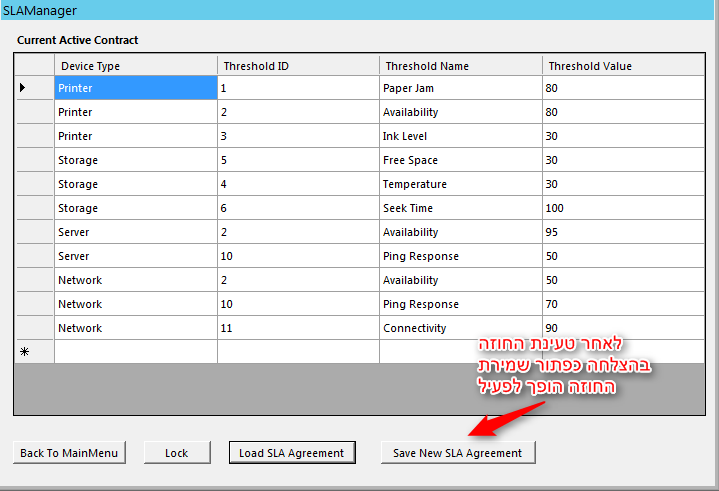 SLAManager
Current Active Contract
Device Type Threshold ID Threshold Name Threshold Value
Printer 1 Paper Jam 80
Printer 2 Availability 80
Printer 3 Ink Level 30
Storage 5 Free Space 30
Storage 4 Temperature 30
Storage 6 Seek Time 100
Server 2 Availability 95
Server 10 Ping Response 50
Network 2 Availability 50
Network 10 Ping Response 70
Network 11 Connectivity 90
לאחר טעינת החוזה
בהצלחה כפתור שמירת
החוזה הופך לפעיל
Back To MainMenu Lock Load SLA Agreement Save New SLA Agreement